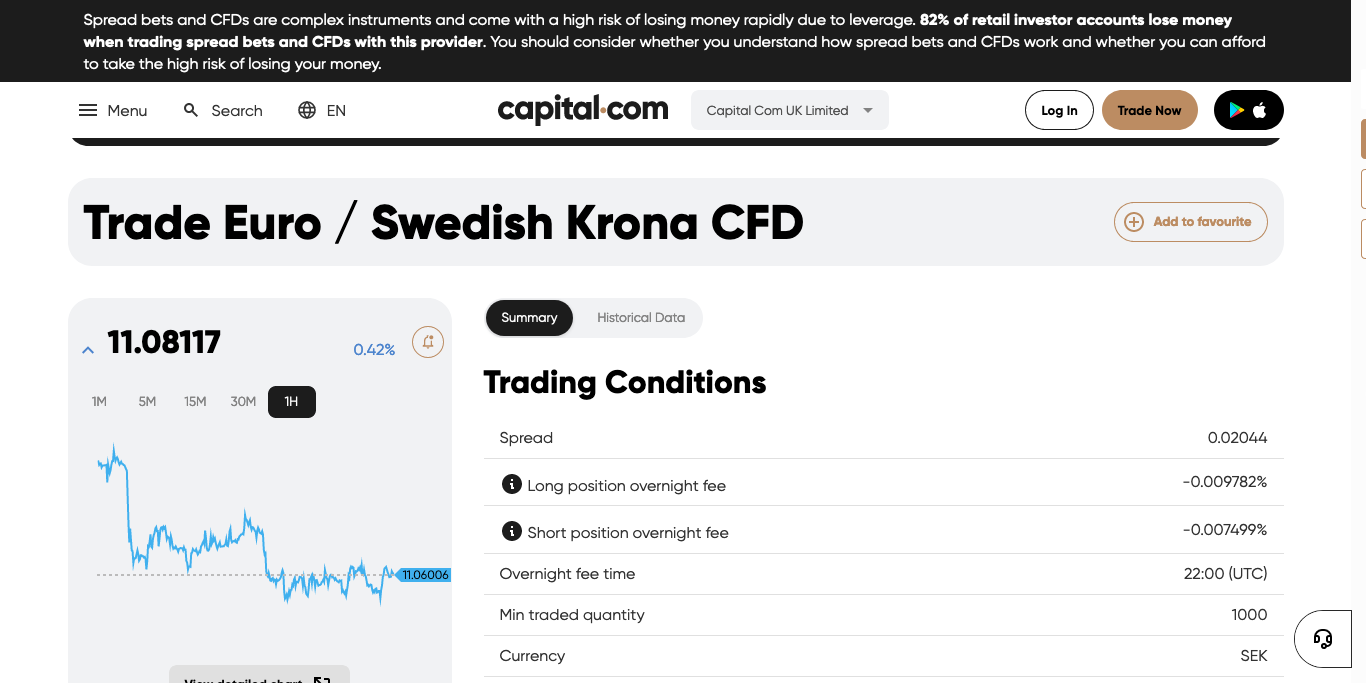 Spread bets and CFDs are complex instruments and come with a high risk of losing money rapidly due to leverage. 82% of retail investor accounts lose money
when trading spread bets and CFDs with this provider. You should consider whether you understand how spread bets and CFDs work and whether you can afford
to take the high risk of losing your money.
Menu Search EN capital.com Capital Com UK Limited Log In Trade Now
Trade Euro / Swedish Krona CFD Add to favourite
11.08117 0.42%
1M 5M 15M 30M 1H
11.06006
View detailed chart
Summary Historical Data
Trading Conditions
Spread 0.02044
Long position overnight fee -0.009782%
Short position overnight fee -0.007499%
Overnight fee time 22:00 (UTC)
Min traded quantity 1000
Currency SEK